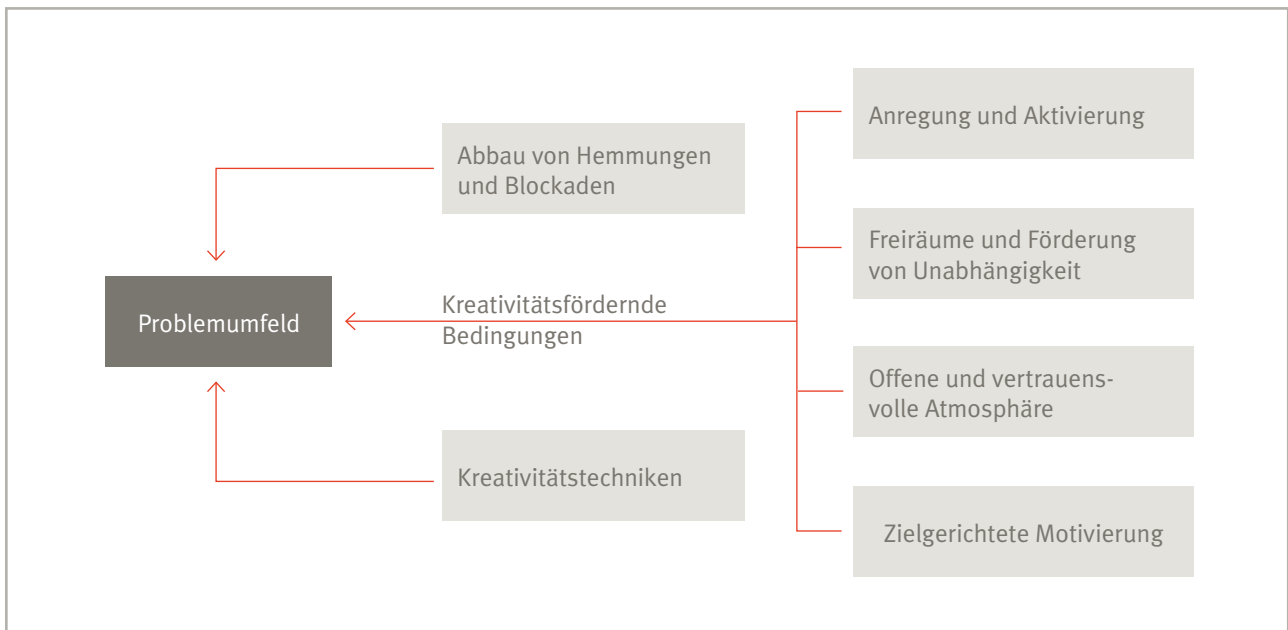 Abbau von Hemmungen
und Blockaden
Problemumfeld
Kreativitätsfördernde
Bedingungen
Kreativitätstechniken
Anregung und Aktivierung
Freiräume und Förderung
von Unabhängigkeit
Offene und vertrauens-
volle Atmosphäre
Zielgerichtete Motivierung